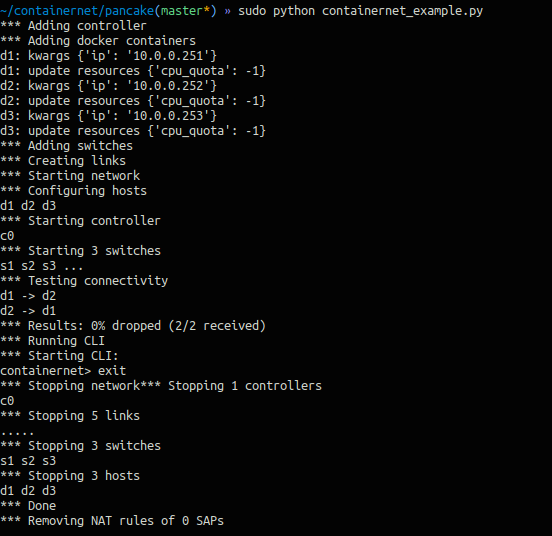 ~/containernet/pancake(master*) » sudo python containernet_example.py
*** Adding controller
*** Adding docker containers
d1: kwargs {'ip': '10.0.0.251'}
d1: update resources {'cpu_quota': -1}
d2: kwargs {'ip': '10.0.0.252'}
d2: update resources {'cpu_quota': -1}
d3: kwargs {'ip': '10.0.0.253'}
d3: update resources {'cpu_quota': -1}
*** Adding switches
*** Creating links
*** Starting network
*** Configuring hosts
d1 d2 d3
*** Starting controller
c0
*** Starting 3 switches
s1 s2 s3 ...
*** Testing connectivity
d1 -> d2
d2 -> d1
*** Results: 0% dropped (2/2 received)
*** Running CLI
*** Starting CLI:
containernet> exit
*** Stopping network*** Stopping 1 controllers
c0
*** Stopping 5 links
.....
*** Stopping 3 switches
s1 s2 s3
*** Stopping 3 hosts
d1 d2 d3
*** Done
*** Removing NAT rules of 0 SAPs